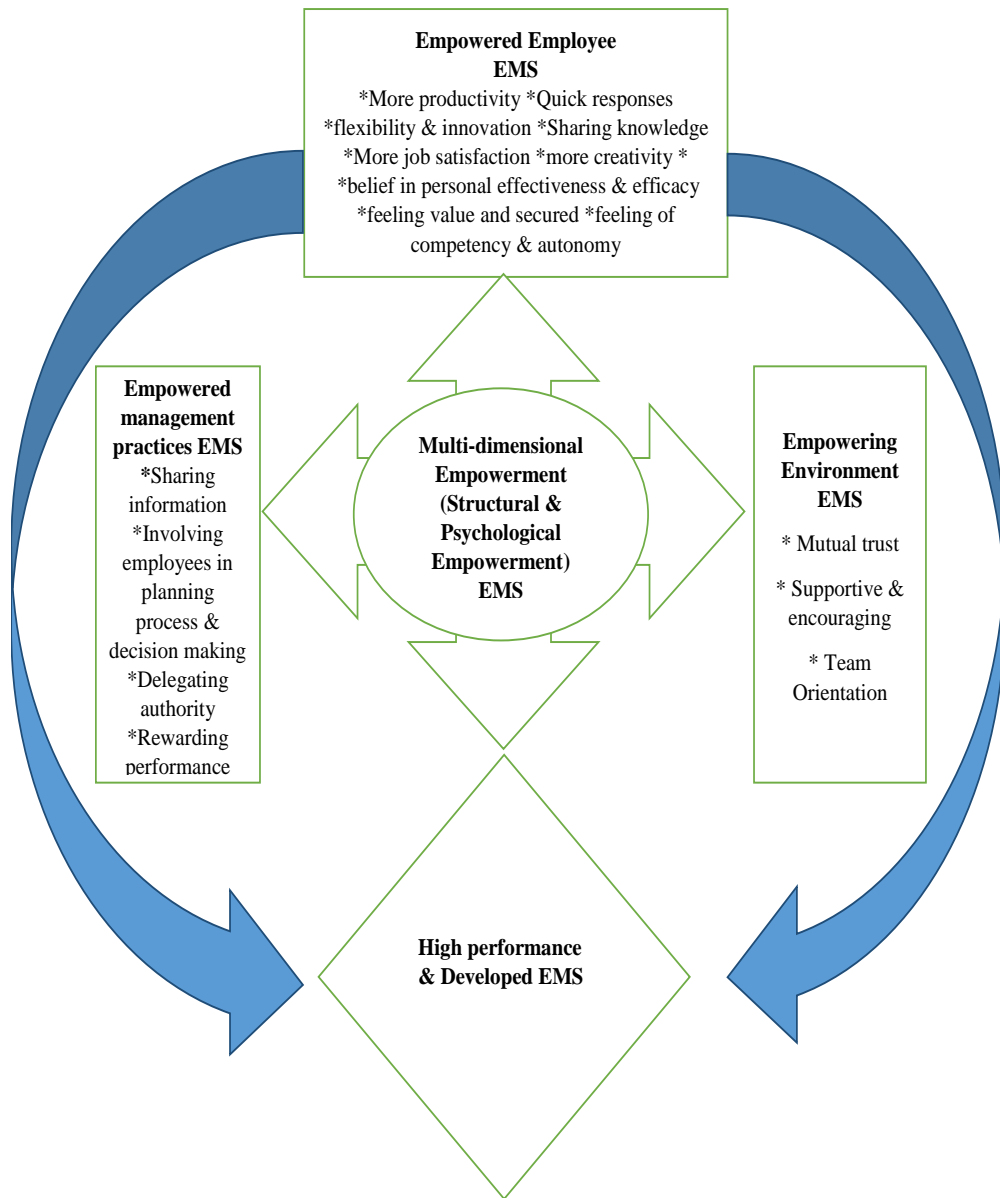 Empowered Employee
EMS
*More productivity *Quick responses
*flexibility & innovation *Sharing knowledge
*More job satisfaction *more creativity *
*belief in personal effectiveness & efficacy
*feeling value and secured *feeling of
competency & autonomy
Empowered
management
practices EMS
*Sharing
information
*Involving
employees in
planning
process &
decision making
*Delegating
authority
*Rewarding
performance
Multi-dimensional
Empowerment
(Structural &
Psychological
Empowerment)
EMS
Empowering
Environment
EMS
* Mutual trust
* Supportive &
encouraging
* Team
Orientation
High performance
& Developed EMS